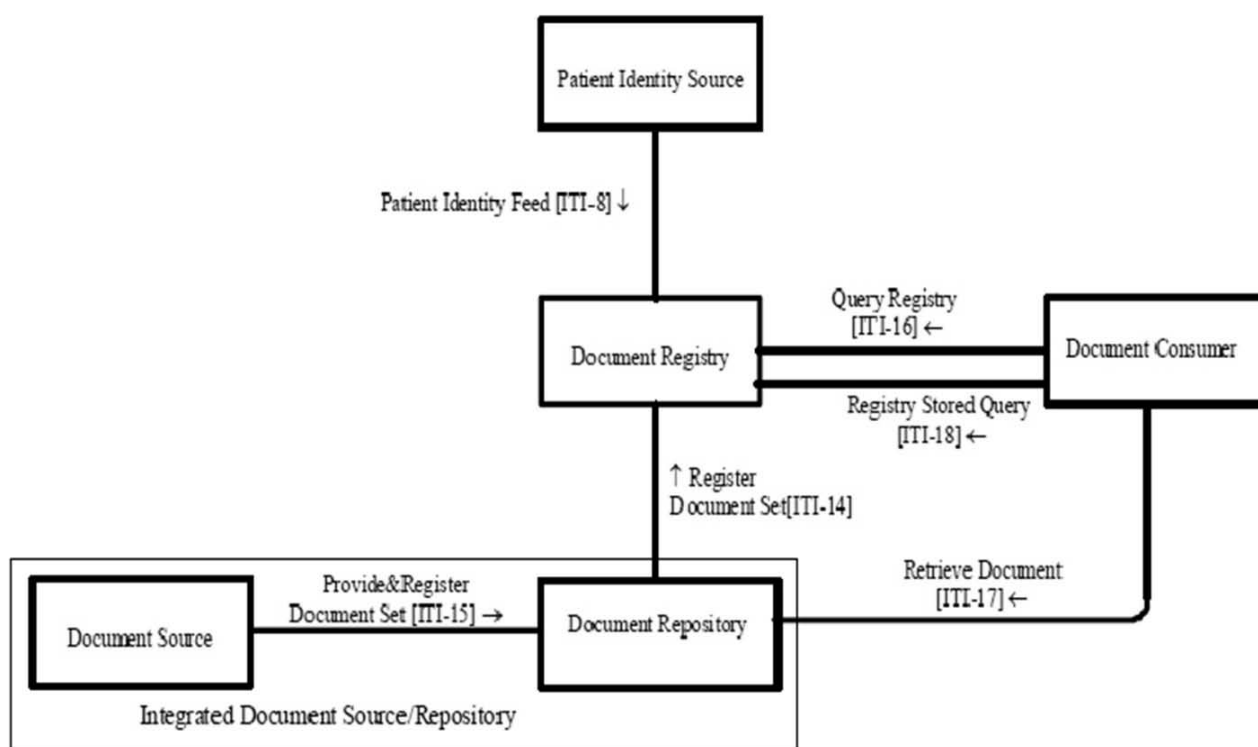 Patient Identity Source
Patient Identity Feed [ITI-8] ↓
Query Registry
[ITI-16] ←
Document Registry
Document Consumer
Registry Stored Query
[ITI-18] ←
↑ Register
Document Set[ITI-14]
Provide&Register
Document Set [ITI-15] →
Retrieve Document
[ITI-17] ←
Document Source
Document Repository
Integrated Document Source/Repository